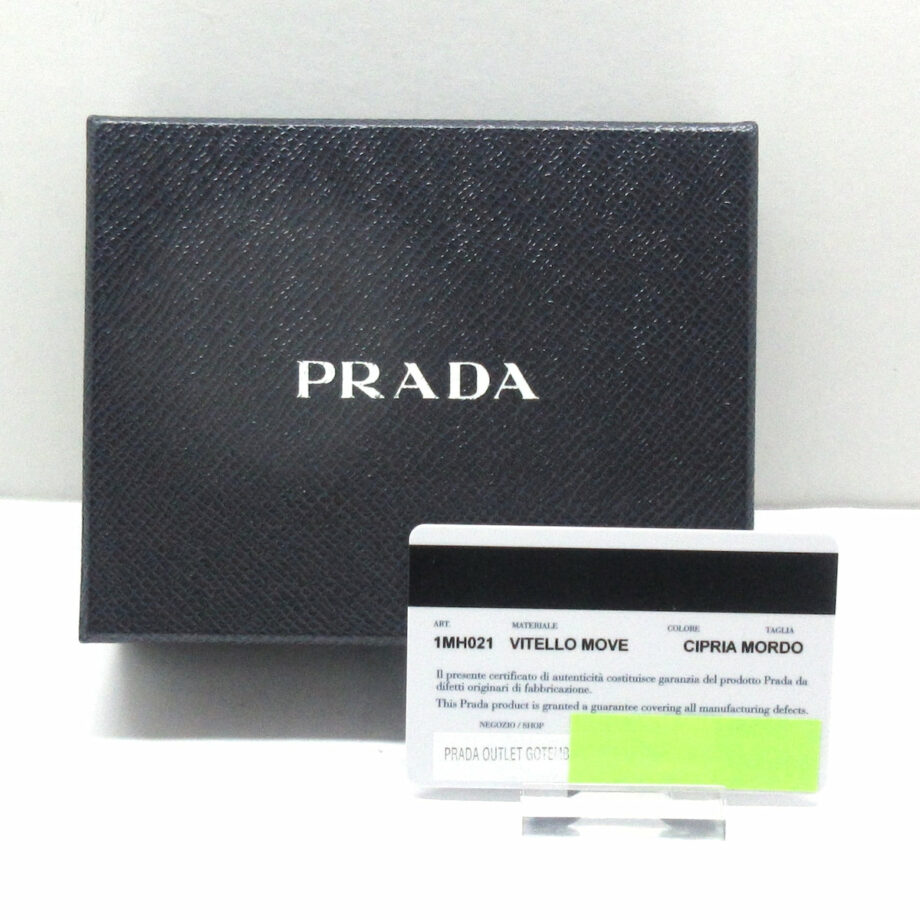 PRADA
ART. MATERIALE COLORE TAGLIA
1MH021 VITELLO MOVE CIPRIA MORDO
Il presente certificato di autenticità costituisce garanzia del prodotto Prada da
difetti originari di fabbricazione.
This Prada product is granted a guarantee covering all manufacturing defects.
NEGOZIO / SHOP
PRADA OUTLET